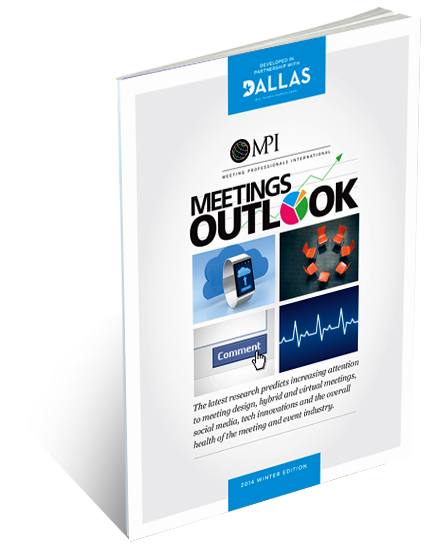 DEVELOPED IN
PARTNERSHIP WITH
DALLAS
MPI
MEETING PROFESSIONALS INTERNATIONAL
MEETINGS
OUTLOOK
Comment
The latest research predicts increasing attention
to meeting design, hybrid and virtual meetings,
social media, tech innovations and the overall
health of the meeting and event industry.
2014 WINTER EDITION